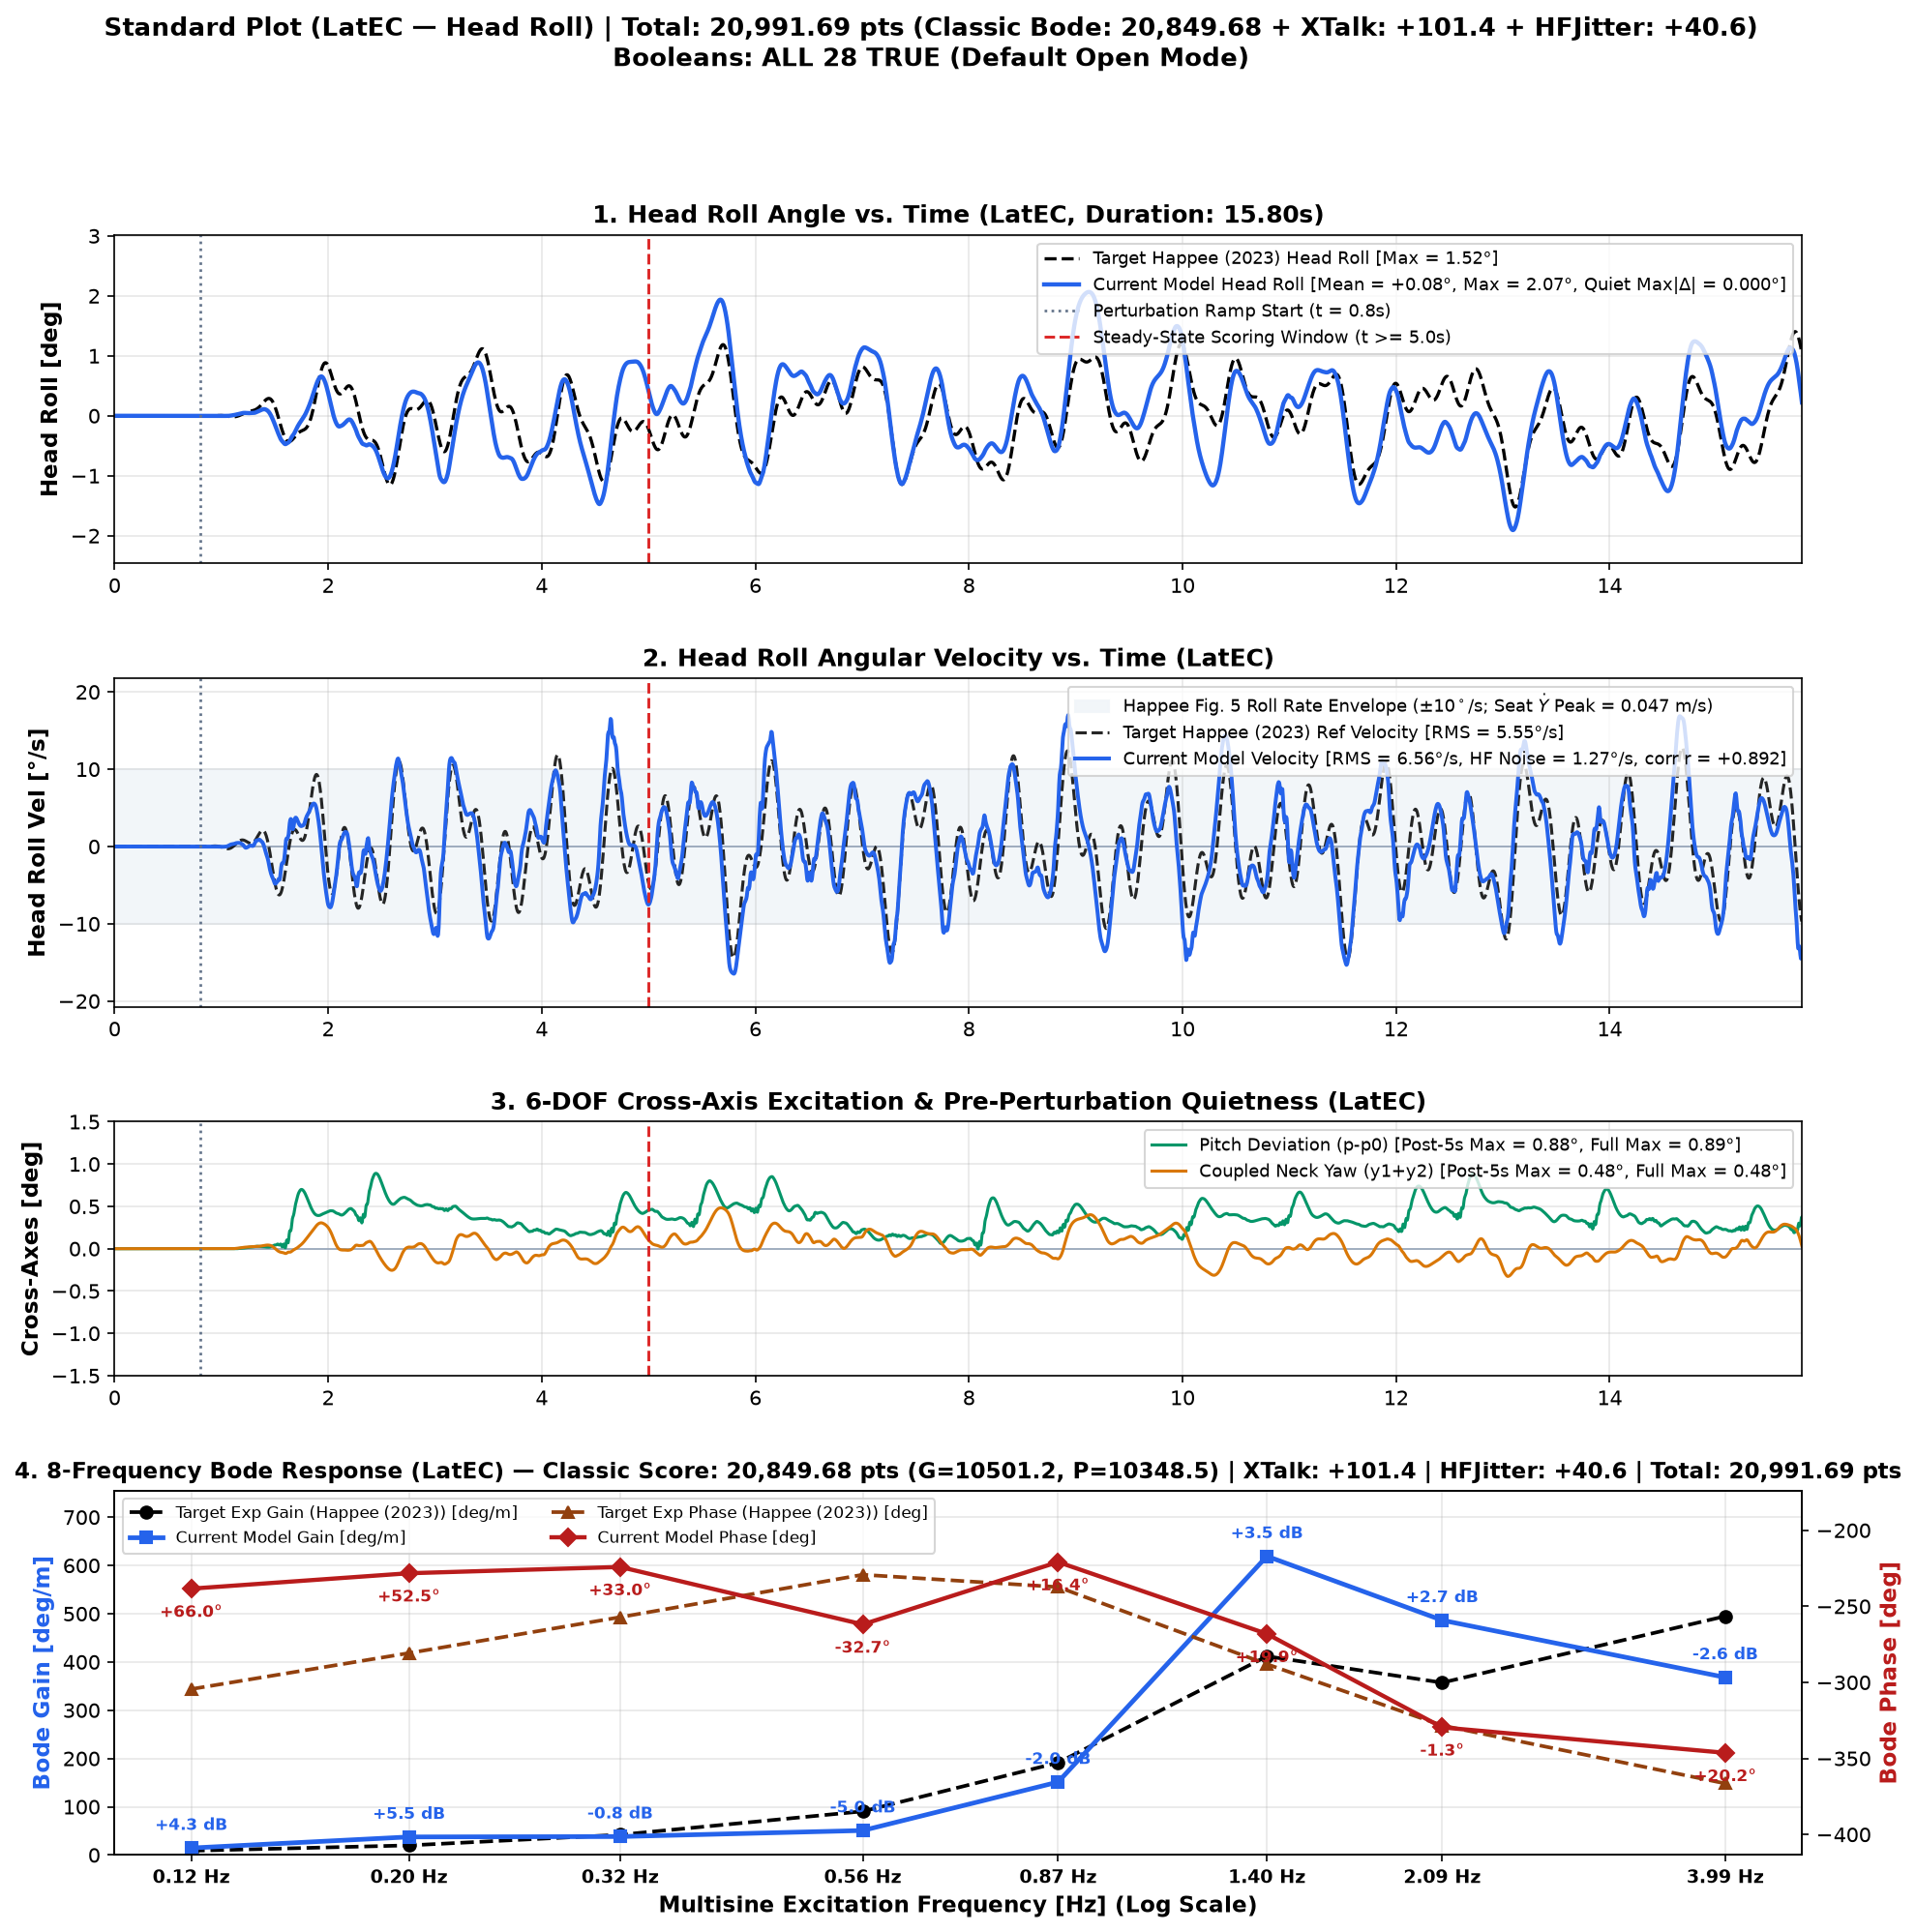 Standard Plot (LatEC — Head Roll) | Total: 20,991.69 pts (Classic Bode: 20,849.68 + XTalk: +101.4 + HFJitter: +40.6)
Booleans: ALL 28 TRUE (Default Open Mode)
1. Head Roll Angle vs. Time (LatEC, Duration: 15.80s)
Head Roll [deg]
3
2
1
0
−1
−2
Target Happee (2023) Head Roll [Max = 1.52°]
Current Model Head Roll [Mean = +0.08°, Max = 2.07°, Quiet Max|Δ| = 0.000°]
Perturbation Ramp Start (t = 0.8s)
Steady-State Scoring Window (t >= 5.0s)
0 2 4 6 8 10 12 14
2. Head Roll Angular Velocity vs. Time (LatEC)
Head Roll Vel [°/s]
20
10
0
−10
−20
Happee Fig. 5 Roll Rate Envelope (±10˚/s; Seat Ẏ Peak = 0.047 m/s)
Target Happee (2023) Ref Velocity [RMS = 5.55°/s]
Current Model Velocity [RMS = 6.56°/s, HF Noise = 1.27°/s, corr r = +0.892]
0 2 4 6 8 10 12 14
3. 6-DOF Cross-Axis Excitation & Pre-Perturbation Quietness (LatEC)
Cross-Axes [deg]
1.5
1.0
0.5
0.0
−0.5
−1.0
−1.5
Pitch Deviation (p-p0) [Post-5s Max = 0.88°, Full Max = 0.89°]
Coupled Neck Yaw (y1+y2) [Post-5s Max = 0.48°, Full Max = 0.48°]
0 2 4 6 8 10 12 14
4. 8-Frequency Bode Response (LatEC) — Classic Score: 20,849.68 pts (G=10501.2, P=10348.5) | XTalk: +101.4 | HFJitter: +40.6 | Total: 20,991.69 pts
Bode Gain [deg/m]
700
600
500
400
300
200
100
0
Target Exp Gain (Happee (2023)) [deg/m]
Current Model Gain [deg/m]
Target Exp Phase (Happee (2023)) [deg]
Current Model Phase [deg]
+66.0°
+52.5°
+33.0°
-32.7°
+16.4°
+19.9°
-1.3°
+20.2°
+4.3 dB
+5.5 dB
-0.8 dB
-5.0 dB
-2.0 dB
+3.5 dB
+2.7 dB
-2.6 dB
−200
−250
−300
−350
−400
Bode Phase [deg]
0.12 Hz 0.20 Hz 0.32 Hz 0.56 Hz 0.87 Hz 1.40 Hz 2.09 Hz 3.99 Hz
Multisine Excitation Frequency [Hz] (Log Scale)